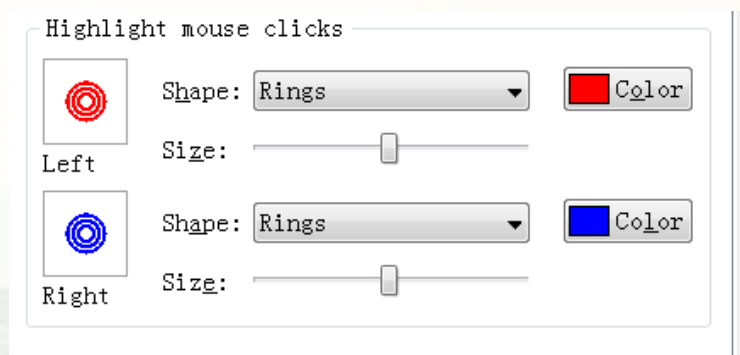 Highlight mouse clicks
Shape: Rings Color
Size:
Left
Shape: Rings Color
Size:
Right